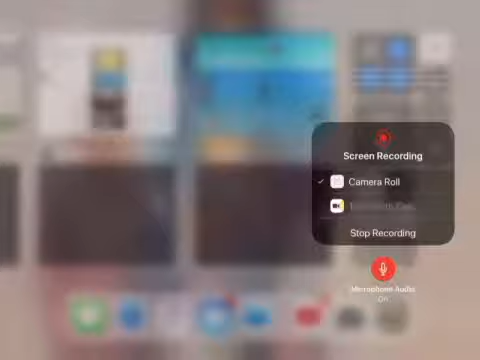 Screen Recording
Camera Roll
Stop Recording
Microphone Audio
On